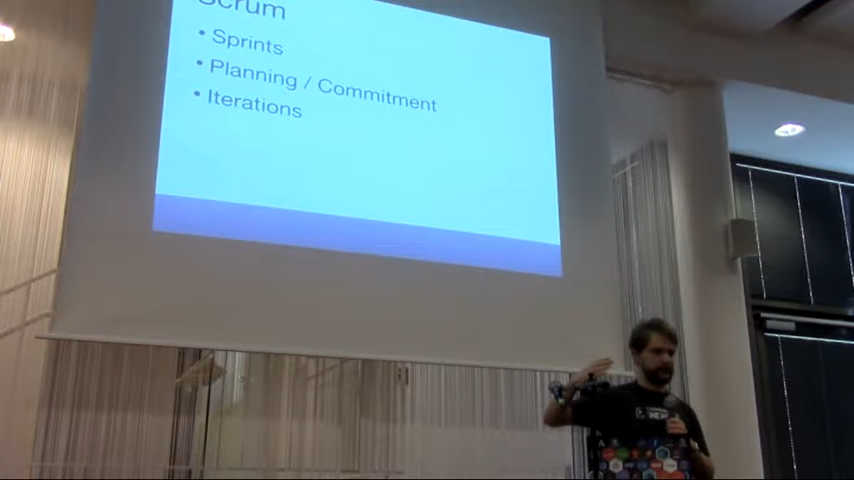 Scrum
• Sprints
• Planning / Commitment
• Iterations